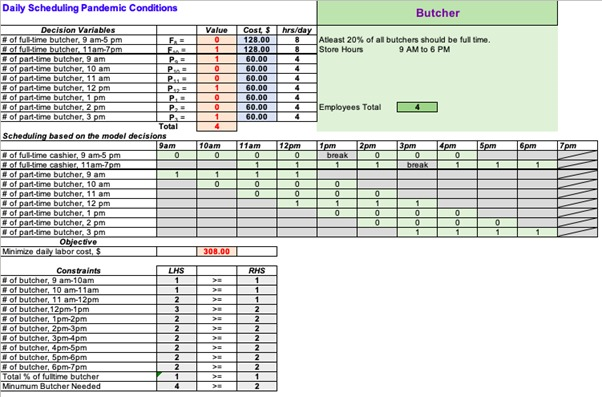 Daily Scheduling Pandemic Conditions
Butcher
Decision Variables Value Cost, $ hrs/day
# of full-time butcher, 9 am-5 pm 0 128.00 8 Atleast 20% of all butchers should be full time.
# of full-time butcher, 11am-7pm 1 128.00 8 Store Hours 9 AM to 6 PM
# of part-time butcher, 9 am 1 60.00 4
# of part-time butcher, 10 am 0 60.00 4
# of part-time butcher, 11 am 0 60.00 4
# of part-time butcher, 12 pm 1 60.00 4
# of part-time butcher, 1 pm 0 60.00 4
# of part-time butcher, 2 pm 0 60.00 4 Employees Total 4
# of part-time butcher, 3 pm 1 60.00 4
Total 4
Scheduling based on the model decisions
9am 10am 11am 12pm 1pm 2pm 3pm 4pm 5pm 6pm 7pm
# of full-time cashier, 9 am-5 pm 0 0 0 0 break 0 0 0
# of full-time cashier, 11am-7pm 1 1 1 1 break 1 1 1
# of part-time butcher, 9 am 1 1 1 1
# of part-time butcher, 10 am 0 0 0 0
# of part-time butcher, 11 am 0 0 0 0
# of part-time butcher, 12 pm 1 1 1 1
# of part-time butcher, 1 pm 0 0 0 0
# of part-time butcher, 2 pm 0 0 0 0
# of part-time butcher, 3 pm 1 1 1 1
Objective
Minimize daily labor cost, $ 308.00
Constraints LHS RHS
# of butcher, 9 am-10am 1 >= 1
# of butcher, 10 am-11am 1 >= 1
# of butcher, 11 am-12pm 2 >= 1
# of butcher,12pm-1pm 3 >= 2
# of butcher, 1pm-2pm 2 >= 2
# of butcher, 2pm-3pm 2 >= 2
# of butcher, 3pm-4pm 2 >= 2
# of butcher, 4pm-5pm 2 >= 2
# of butcher, 5pm-6pm 2 >= 2
# of butcher, 6pm-7pm 2 >= 2
Total % of fulltime butcher 1 >= 1
Minumum Butcher Needed 4 >= 2